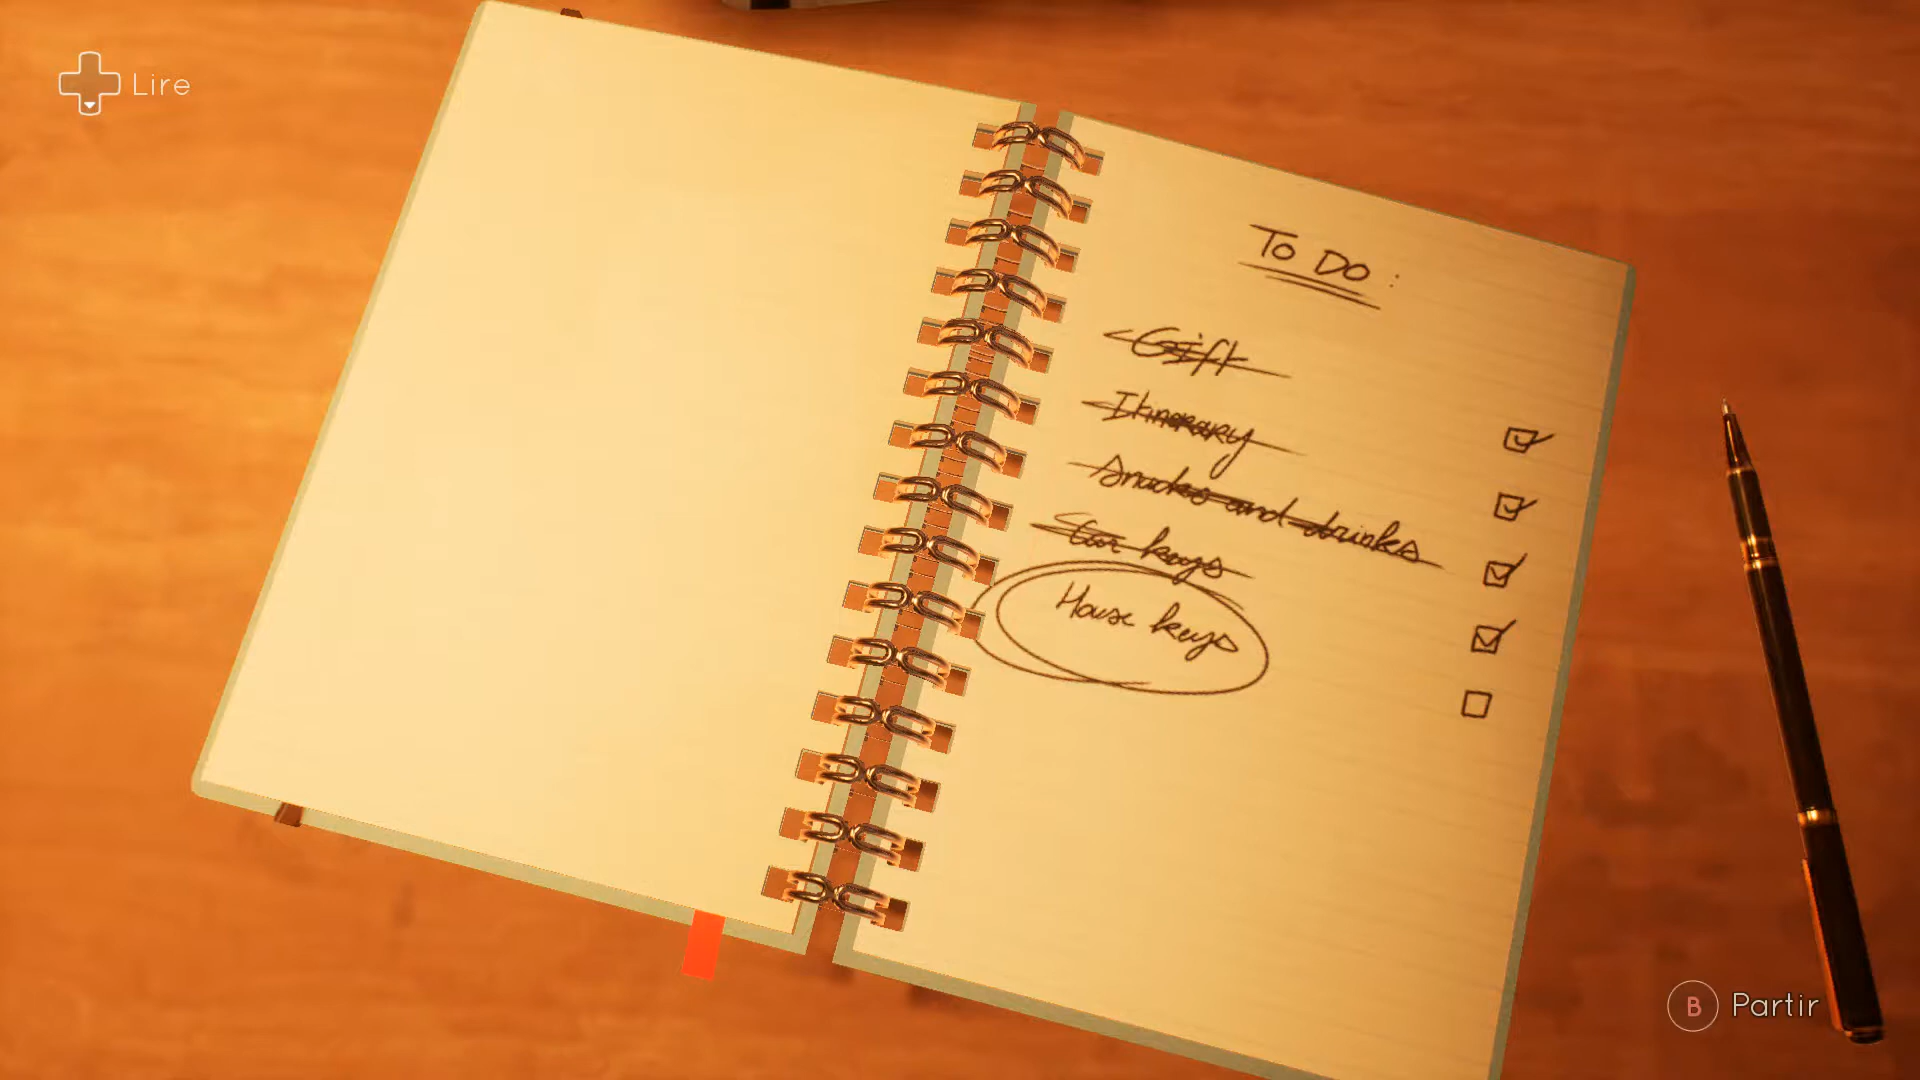 Lire
To Do :
Gift
Itinerary
Snacks and drinks
Car keys
House keys
B Partir